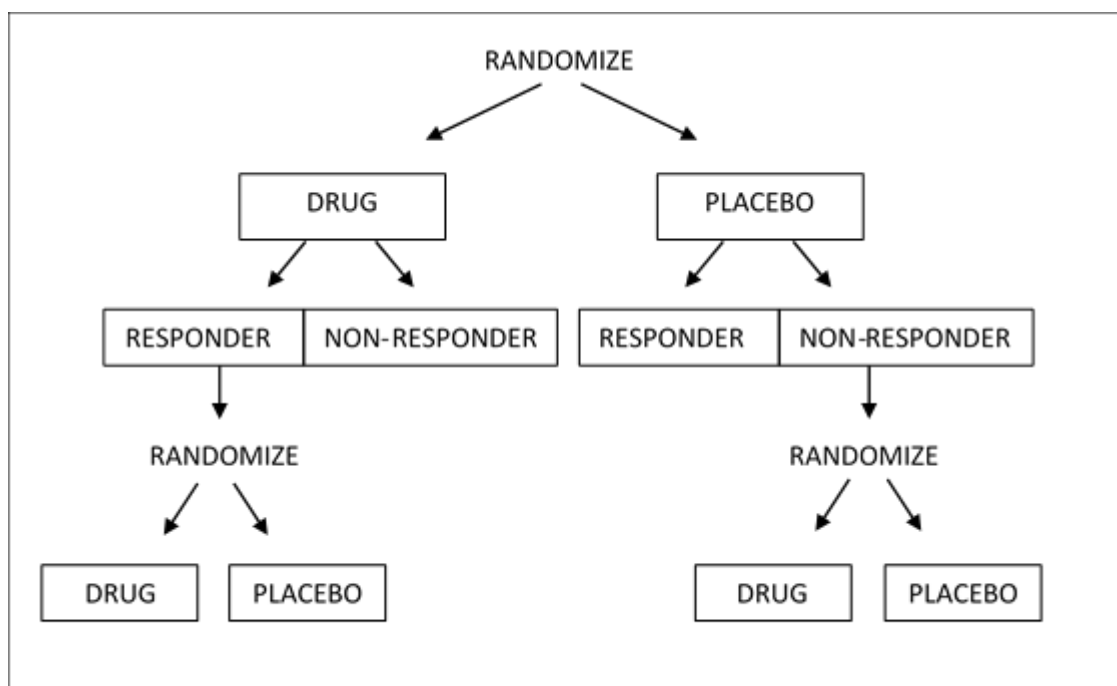 RANDOMIZE
DRUG
PLACEBO
RESPONDER
NON-RESPONDER
RESPONDER
NON-RESPONDER
RANDOMIZE
RANDOMIZE
DRUG
PLACEBO
DRUG
PLACEBO